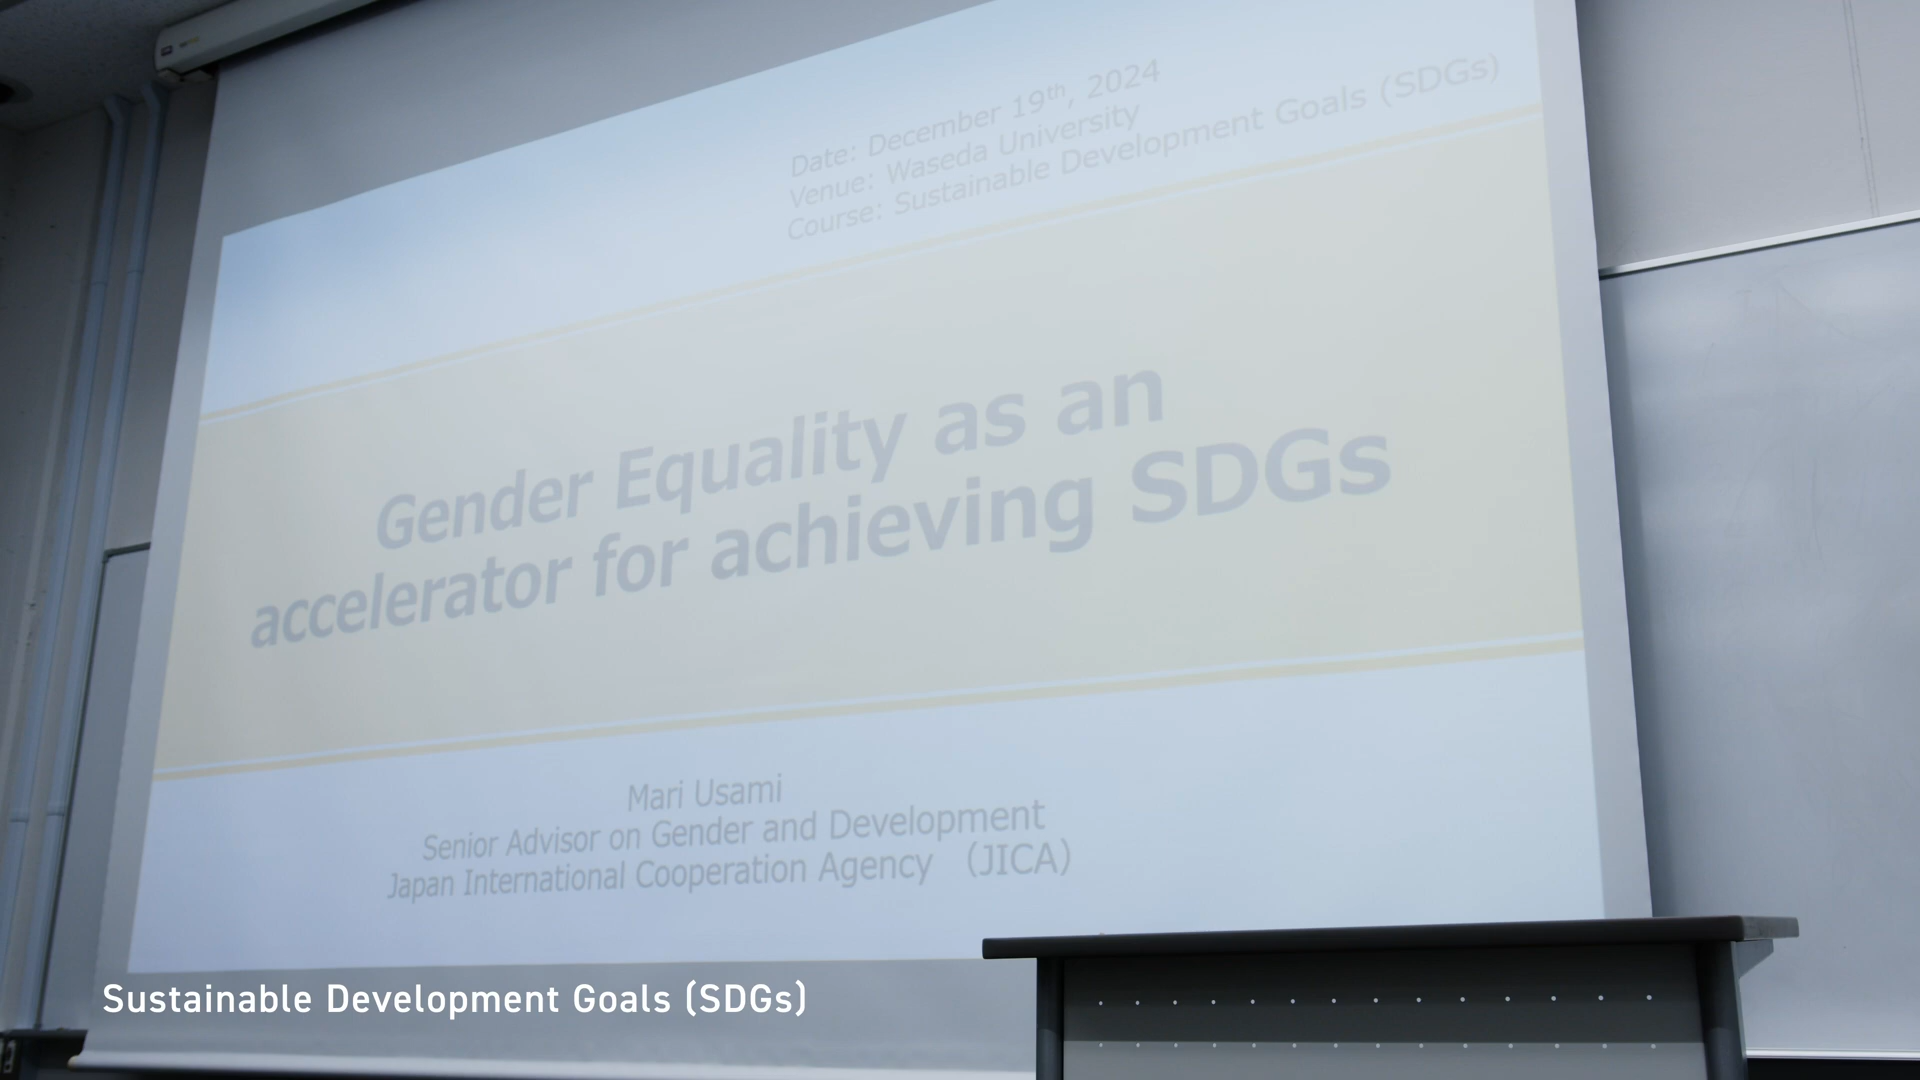 Date: December 19th, 2024
Venue: Waseda University
Course: Sustainable Development Goals (SDGs)
Gender Equality as an
accelerator for achieving SDGs
Mari Usami
Senior Advisor on Gender and Development
Japan International Cooperation Agency （JICA）
Sustainable Development Goals (SDGs)